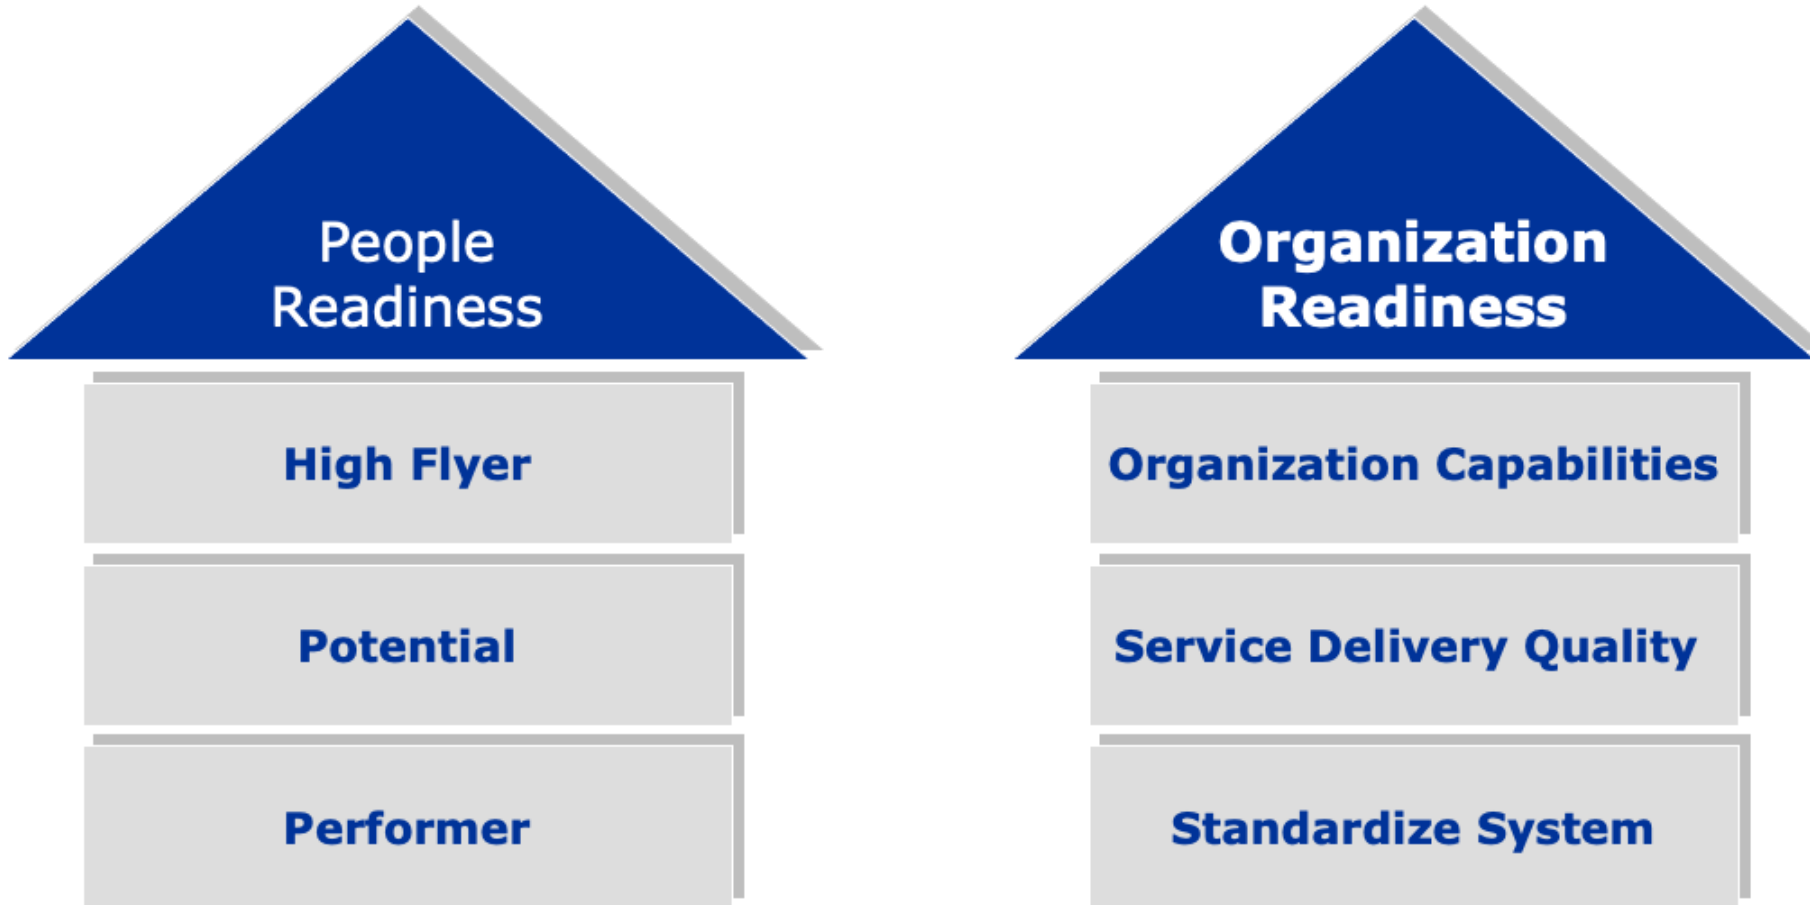 People
Readiness
High Flyer
Potential
Performer
Organization
Readiness
Organization Capabilities
Service Delivery Quality
Standardize System